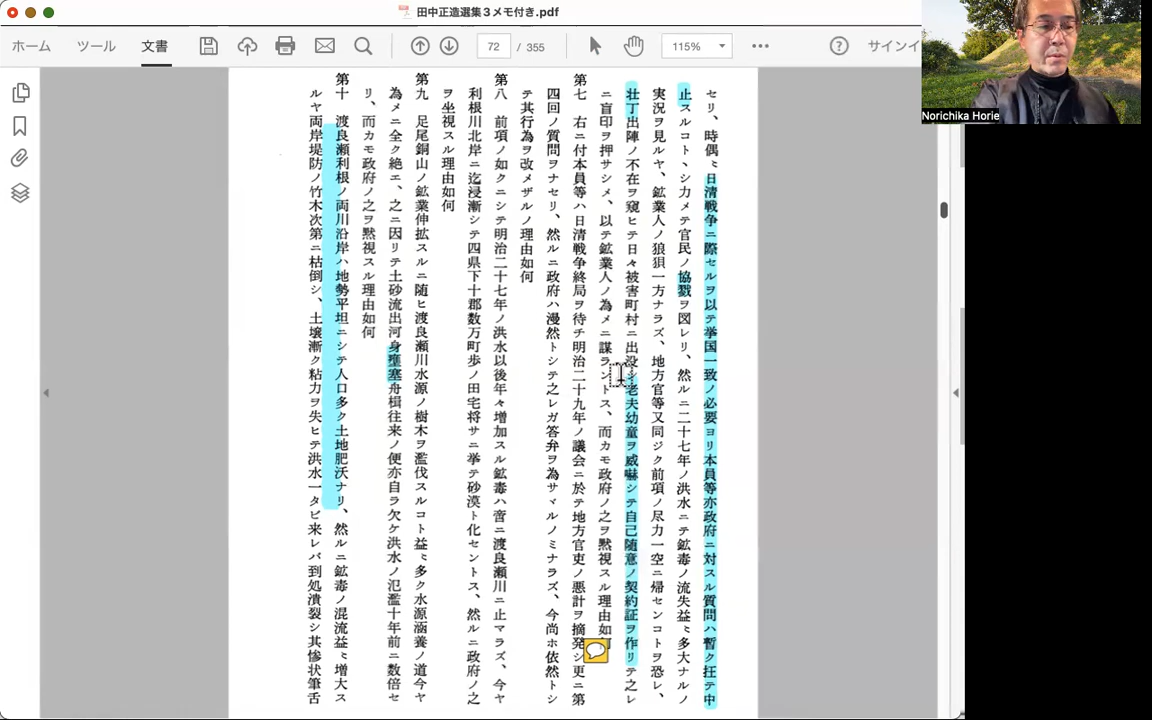 田中正造選集３メモ付き.pdf
ホーム ツール 文書 72 / 355 115% サインイ
Norichika Horie
セリ、時偶〻日清戦争ニ際セルヲ以テ挙国一致ノ必要ヨリ本員等亦政府ニ対スル質問ハ暫ク抂テ中
止スルコトヽシ力メテ官民ノ協戮ヲ図レリ、然ルニ二十七年ノ洪水ニテ鉱毒ノ流失益〻多大ナルノ
実況ヲ見ルヤ、鉱業人ノ狼狽一方ナラズ、地方官等又同ジク前項ノ尽力一空ニ帰センコトヲ恐レ、
壮丁出陣ノ不在ヲ窺ヒテ日々被害町村ニ出没シ老夫幼童ヲ威嚇シテ自己随意ノ契約証ヲ作リテ之レ
ニ盲印ヲ押サシメ、以テ鉱業人ノ為メニ謀ラントス、而カモ政府ノ之ヲ黙視スル理由如
第七 右ニ付本員等ハ日清戦争終局ヲ待チ明治二十九年ノ議会ニ於テ地方官吏ノ悪計ヲ摘発シ更ニ第
四回ノ質問ヲナセリ、然ルニ政府ハ漫然トシテ之レガ答弁ヲ為サヾルノミナラズ、今尚ホ依然トシ
テ其行為ヲ改メザルノ理由如何
第八 前項ノ如クニシテ明治二十七年ノ洪水以後年々増加スル鉱毒ハ啻ニ渡良瀬川ニ止マラズ、今ヤ
利根川北岸ニ迄浸漸シテ四県下十郡数万町歩ノ田宅将サニ挙テ砂漠ト化セントス、然ルニ政府ノ之
ヲ坐視スル理由如何
第九 足尾銅山ノ鉱業伸拡スルニ随ヒ渡良瀬川水源ノ樹木ヲ濫伐スルコト益〻多ク水源涵養ノ道今ヤ
為メニ全ク絶エ、之ニ因リテ土砂流出河身壅塞舟楫往来ノ便亦自ラ欠ケ洪水ノ氾濫十年前ニ数倍セ
リ、而カモ政府ノ之ヲ黙視スル理由如何
第十 渡良瀬利根ノ両川沿岸ハ地勢平坦ニシテ人口多ク土地肥沃ナリ、然ルニ鉱毒ノ混流益〻増大ス
ルヤ両岸堤防ノ竹木次第ニ枯倒シ、土壌漸ク粘力ヲ失ヒテ洪水一タビ来レバ到処潰裂シ其惨状筆舌